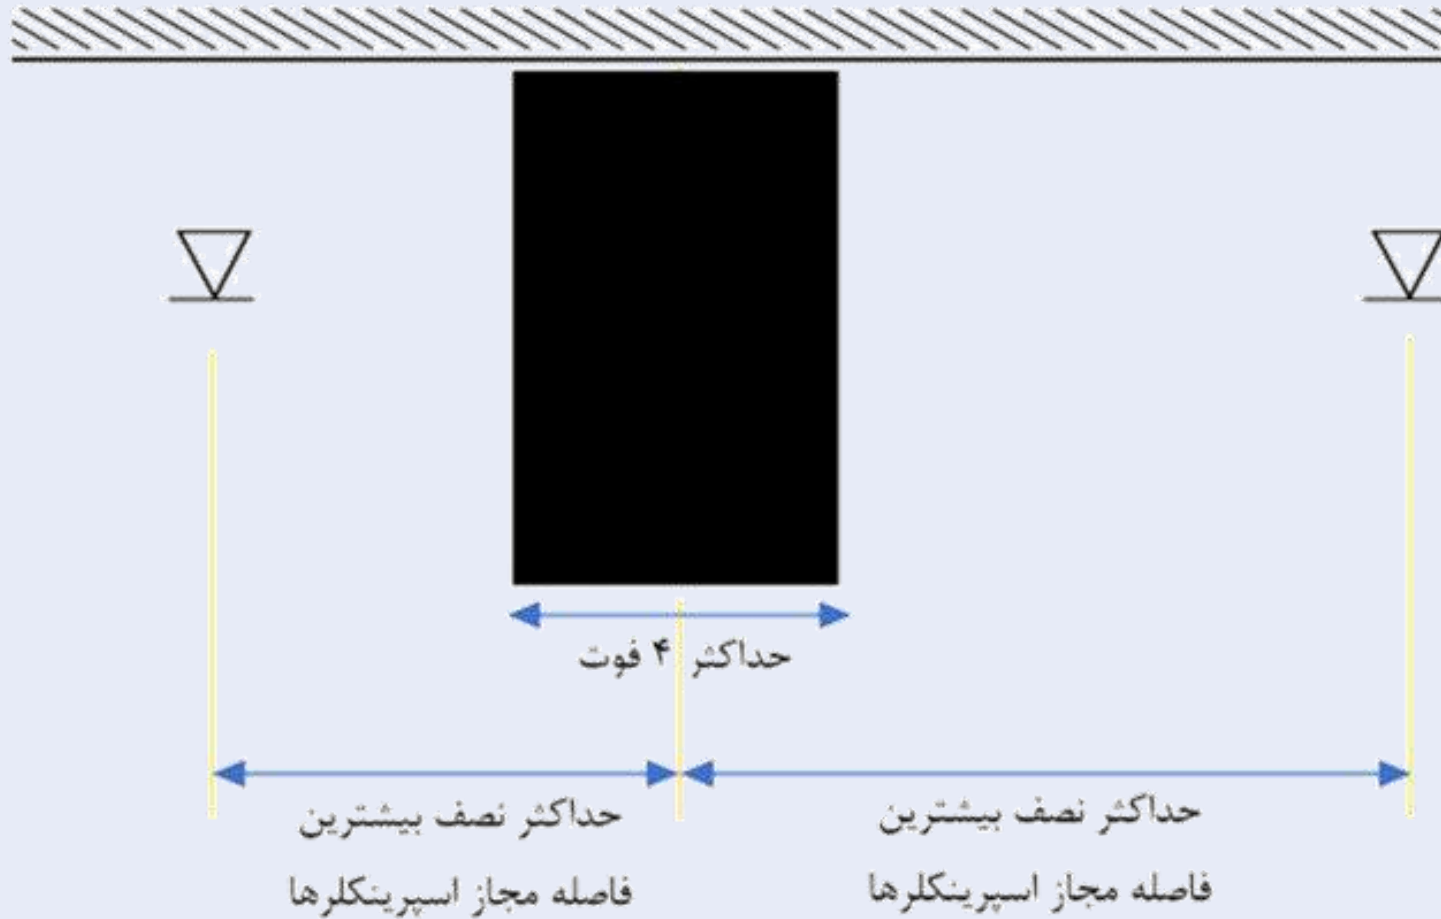 حداکثر ۴ فوت
حداکثر نصف بیشترین
فاصله مجاز اسپرینکلرها
حداکثر نصف بیشترین
فاصله مجاز اسپرینکلرها